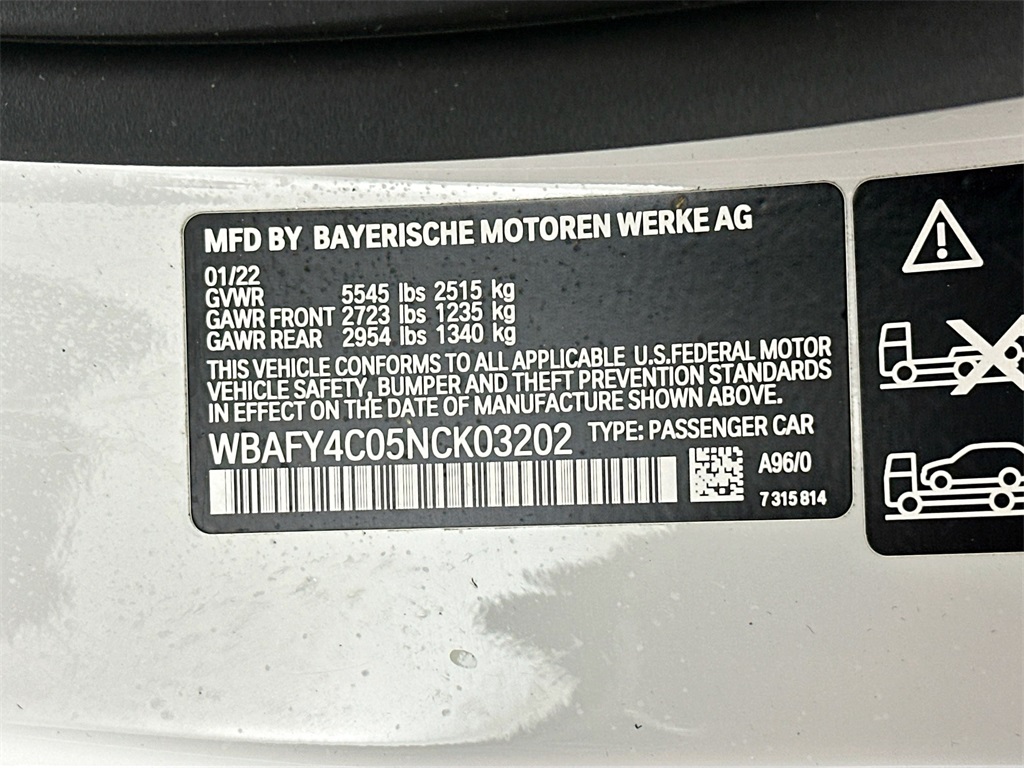 MFD BY BAYERISCHE MOTOREN WERKE AG
01/22
GVWR 5545 lbs 2515 kg
GAWR FRONT 2723 lbs 1235 kg
GAWR REAR 2954 lbs 1340 kg
THIS VEHICLE CONFORMS TO ALL APPLICABLE U.S.FEDERAL MOTOR
VEHICLE SAFETY, BUMPER AND THEFT PREVENTION STANDARDS
IN EFFECT ON THE DATE OF MANUFACTURE SHOWN ABOVE.
WBAFY4C05NCK03202 TYPE: PASSENGER CAR
A96/0
7 315 814